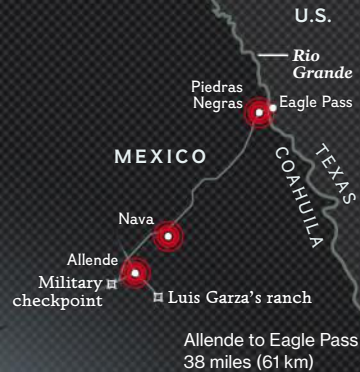 U.S.
Rio
Grande
Piedras
Negras
Eagle Pass
MEXICO
TEXAS
COAHUILA
Nava
Allende
Military
checkpoint
Luis Garza’s ranch
Allende to Eagle Pass
38 miles (61 km)